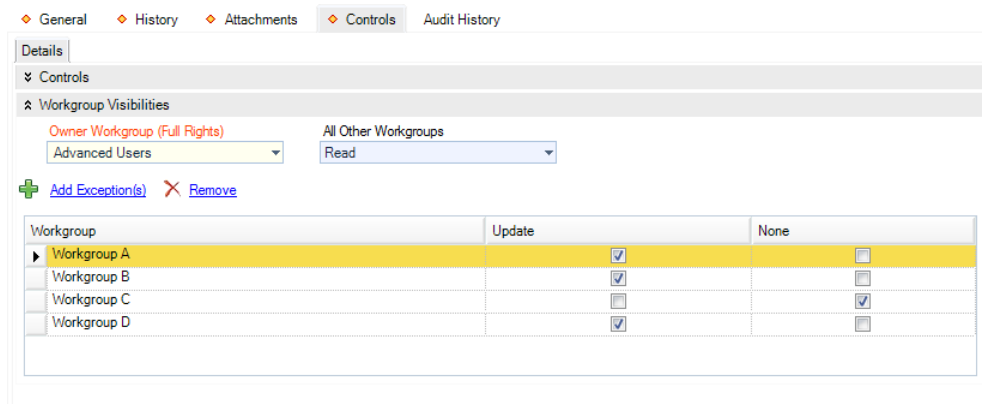 General History Attachments Controls Audit History
Details
Controls
Workgroup Visibilities
Owner Workgroup (Full Rights) All Other Workgroups
Advanced Users Read
Add Exception(s) Remove
Workgroup Update None
Workgroup A
Workgroup B
Workgroup C
Workgroup D